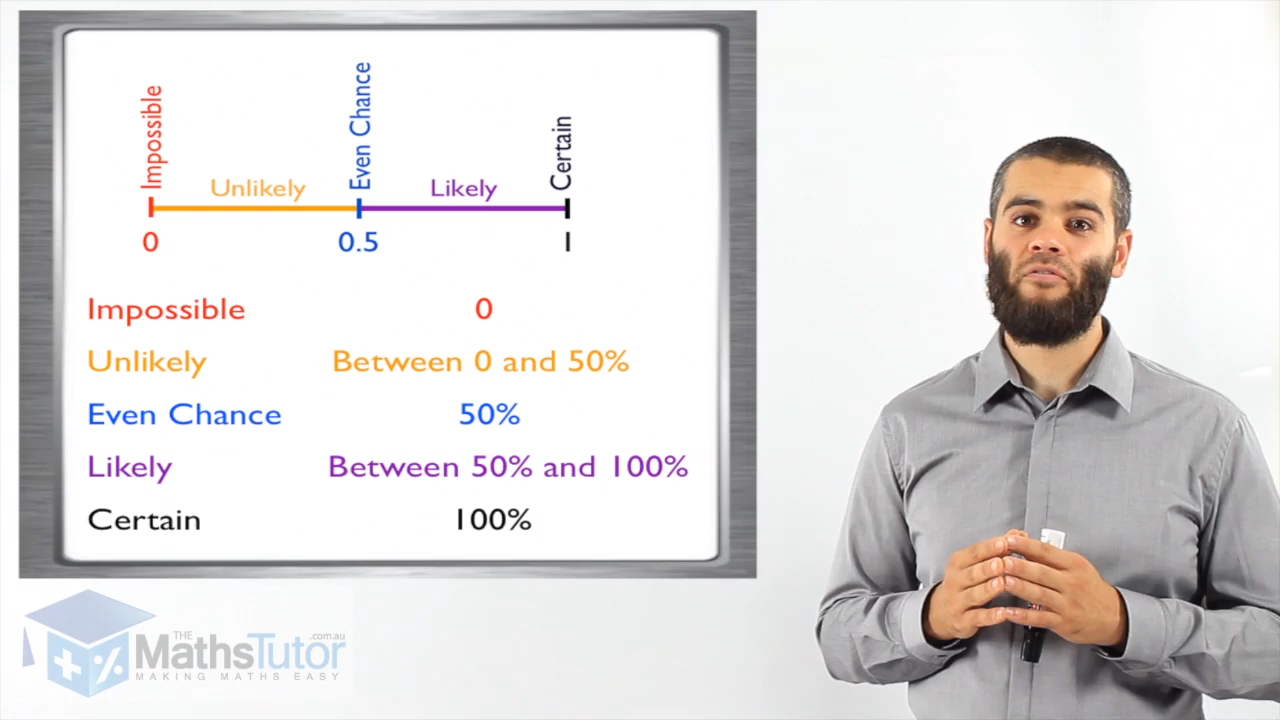 Impossible
Even Chance
Certain
Unlikely
Likely
0
0.5
1
Impossible 0
Unlikely Between 0 and 50%
Even Chance 50%
Likely Between 50% and 100%
Certain 100%
THE
MathsTutor .com.au
MAKING MATHS EASY
+ %